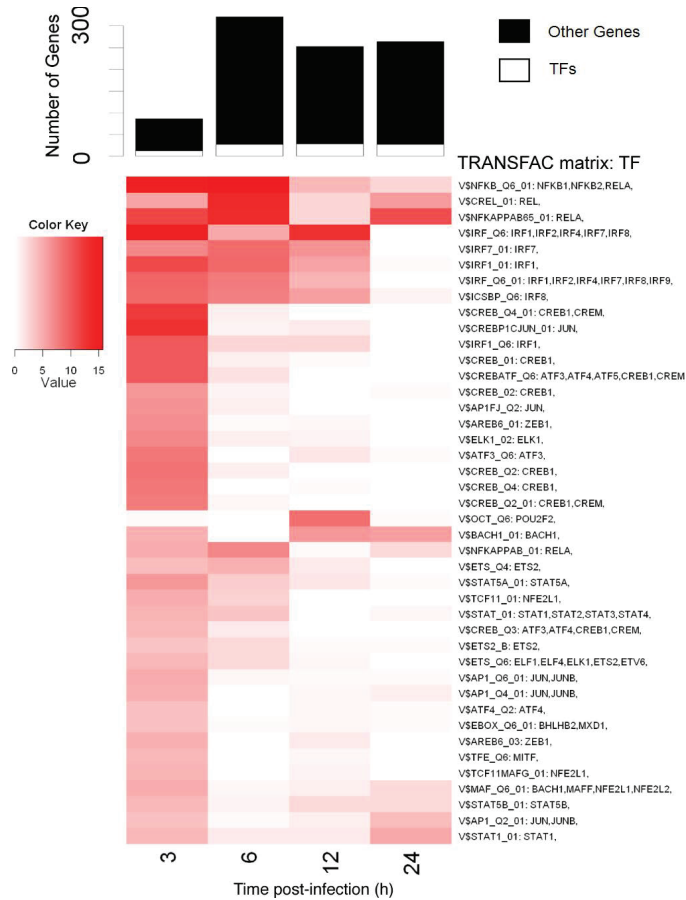 300
Number of Genes
0
Other Genes
TFs
TRANSFAC matrix: TF
Color Key
0 5 10 15
Value
V$NFKB_Q6_01: NFKB1,NFKB2,RELA,
V$CREL_01: REL,
V$NFKAPPAB65_01: RELA,
V$IRF_Q6: IRF1,IRF2,IRF4,IRF7,IRF8,
V$IRF7_01: IRF7,
V$IRF1_01: IRF1,
V$IRF_Q6_01: IRF1,IRF2,IRF4,IRF7,IRF8,IRF9,
V$ICSBP_Q6: IRF8,
V$CREB_Q4_01: CREB1,CREM,
V$CREBP1CJUN_01: JUN,
V$IRF1_Q6: IRF1,
V$CREB_01: CREB1,
V$CREBATF_Q6: ATF3,ATF4,ATF5,CREB1,CREM
V$CREB_02: CREB1,
V$AP1FJ_Q2: JUN,
V$AREB6_01: ZEB1,
V$ELK1_02: ELK1,
V$ATF3_Q6: ATF3,
V$CREB_Q2: CREB1,
V$CREB_Q4: CREB1,
V$CREB_Q2_01: CREB1,CREM,
V$OCT_Q6: POU2F2,
V$BACH1_01: BACH1,
V$NFKAPPAB_01: RELA,
V$ETS_Q4: ETS2,
V$STAT5A_01: STAT5A,
V$TCF11_01: NFE2L1,
V$STAT_01: STAT1,STAT2,STAT3,STAT4,
V$CREB_Q3: ATF3,ATF4,CREB1,CREM,
V$ETS2_B: ETS2,
V$ETS_Q6: ELF1,ELF4,ELK1,ETS2,ETV6,
V$AP1_Q6_01: JUN,JUNB,
V$AP1_Q4_01: JUN,JUNB,
V$ATF4_Q2: ATF4,
V$EBOX_Q6_01: BHLHB2,MXD1,
V$AREB6_03: ZEB1,
V$TFE_Q6: MITF,
V$TCF11MAFG_01: NFE2L1,
V$MAF_Q6_01: BACH1,MAFF,NFE2L1,NFE2L2,
V$STAT5B_01: STAT5B,
V$AP1_Q2_01: JUN,JUNB,
V$STAT1_01: STAT1,
3 6 12 24
Time post-infection (h)